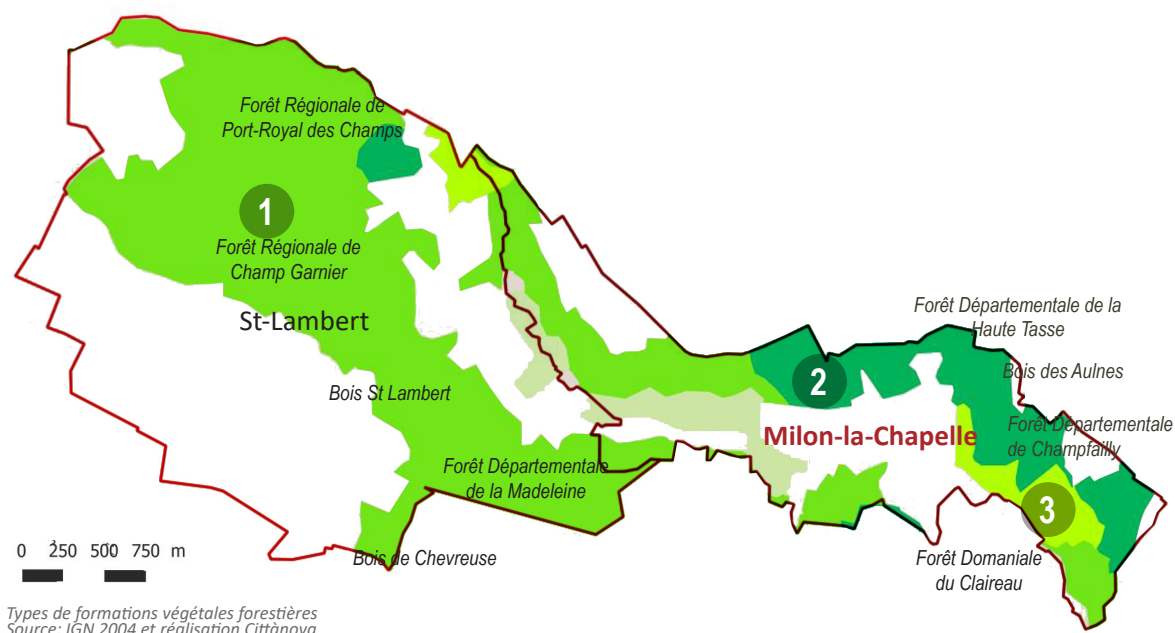 Forêt Régionale de
Port-Royal des Champs
1
Forêt Régionale de
Champ Garnier
St-Lambert
Bois St Lambert
Forêt Départementale de la
Haute Tasse
Bois des Aulnes
2
Milon-la-Chapelle
Forêt Départementale
de Champfailly
Forêt Départementale
de la Madeleine
3
Bois de Chevreuse
Forêt Domaniale
du Claireau
0 250 500 750 m
Types de formations végétales forestières
Source: IGN 2004 et réalisation Cittànova